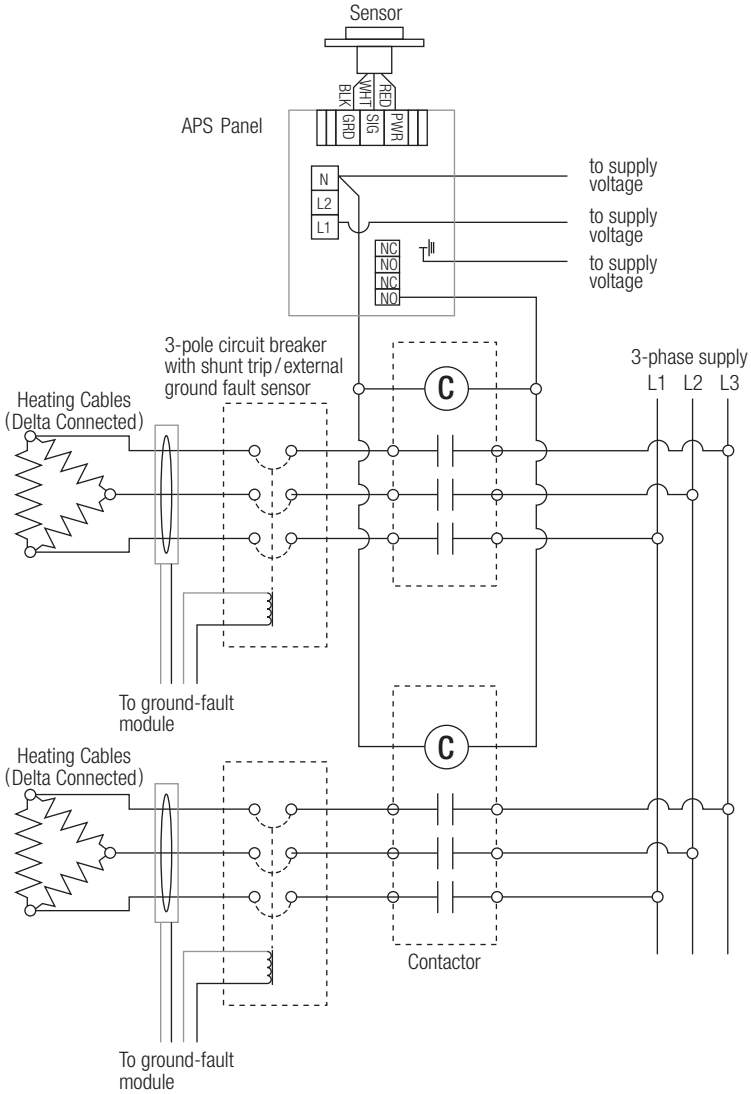 Sensor
BLK
WHT
RED
APS Panel
GRD
SIG
PWR
N
L2
L1
to supply
voltage
to supply
voltage
to supply
voltage
NC
NO
NC
NO
3-pole circuit breaker
with shunt trip/external
ground fault sensor
3-phase supply
L1 L2 L3
C
Heating Cables
(Delta Connected)
To ground-fault
module
C
Heating Cables
(Delta Connected)
Contactor
To ground-fault
module